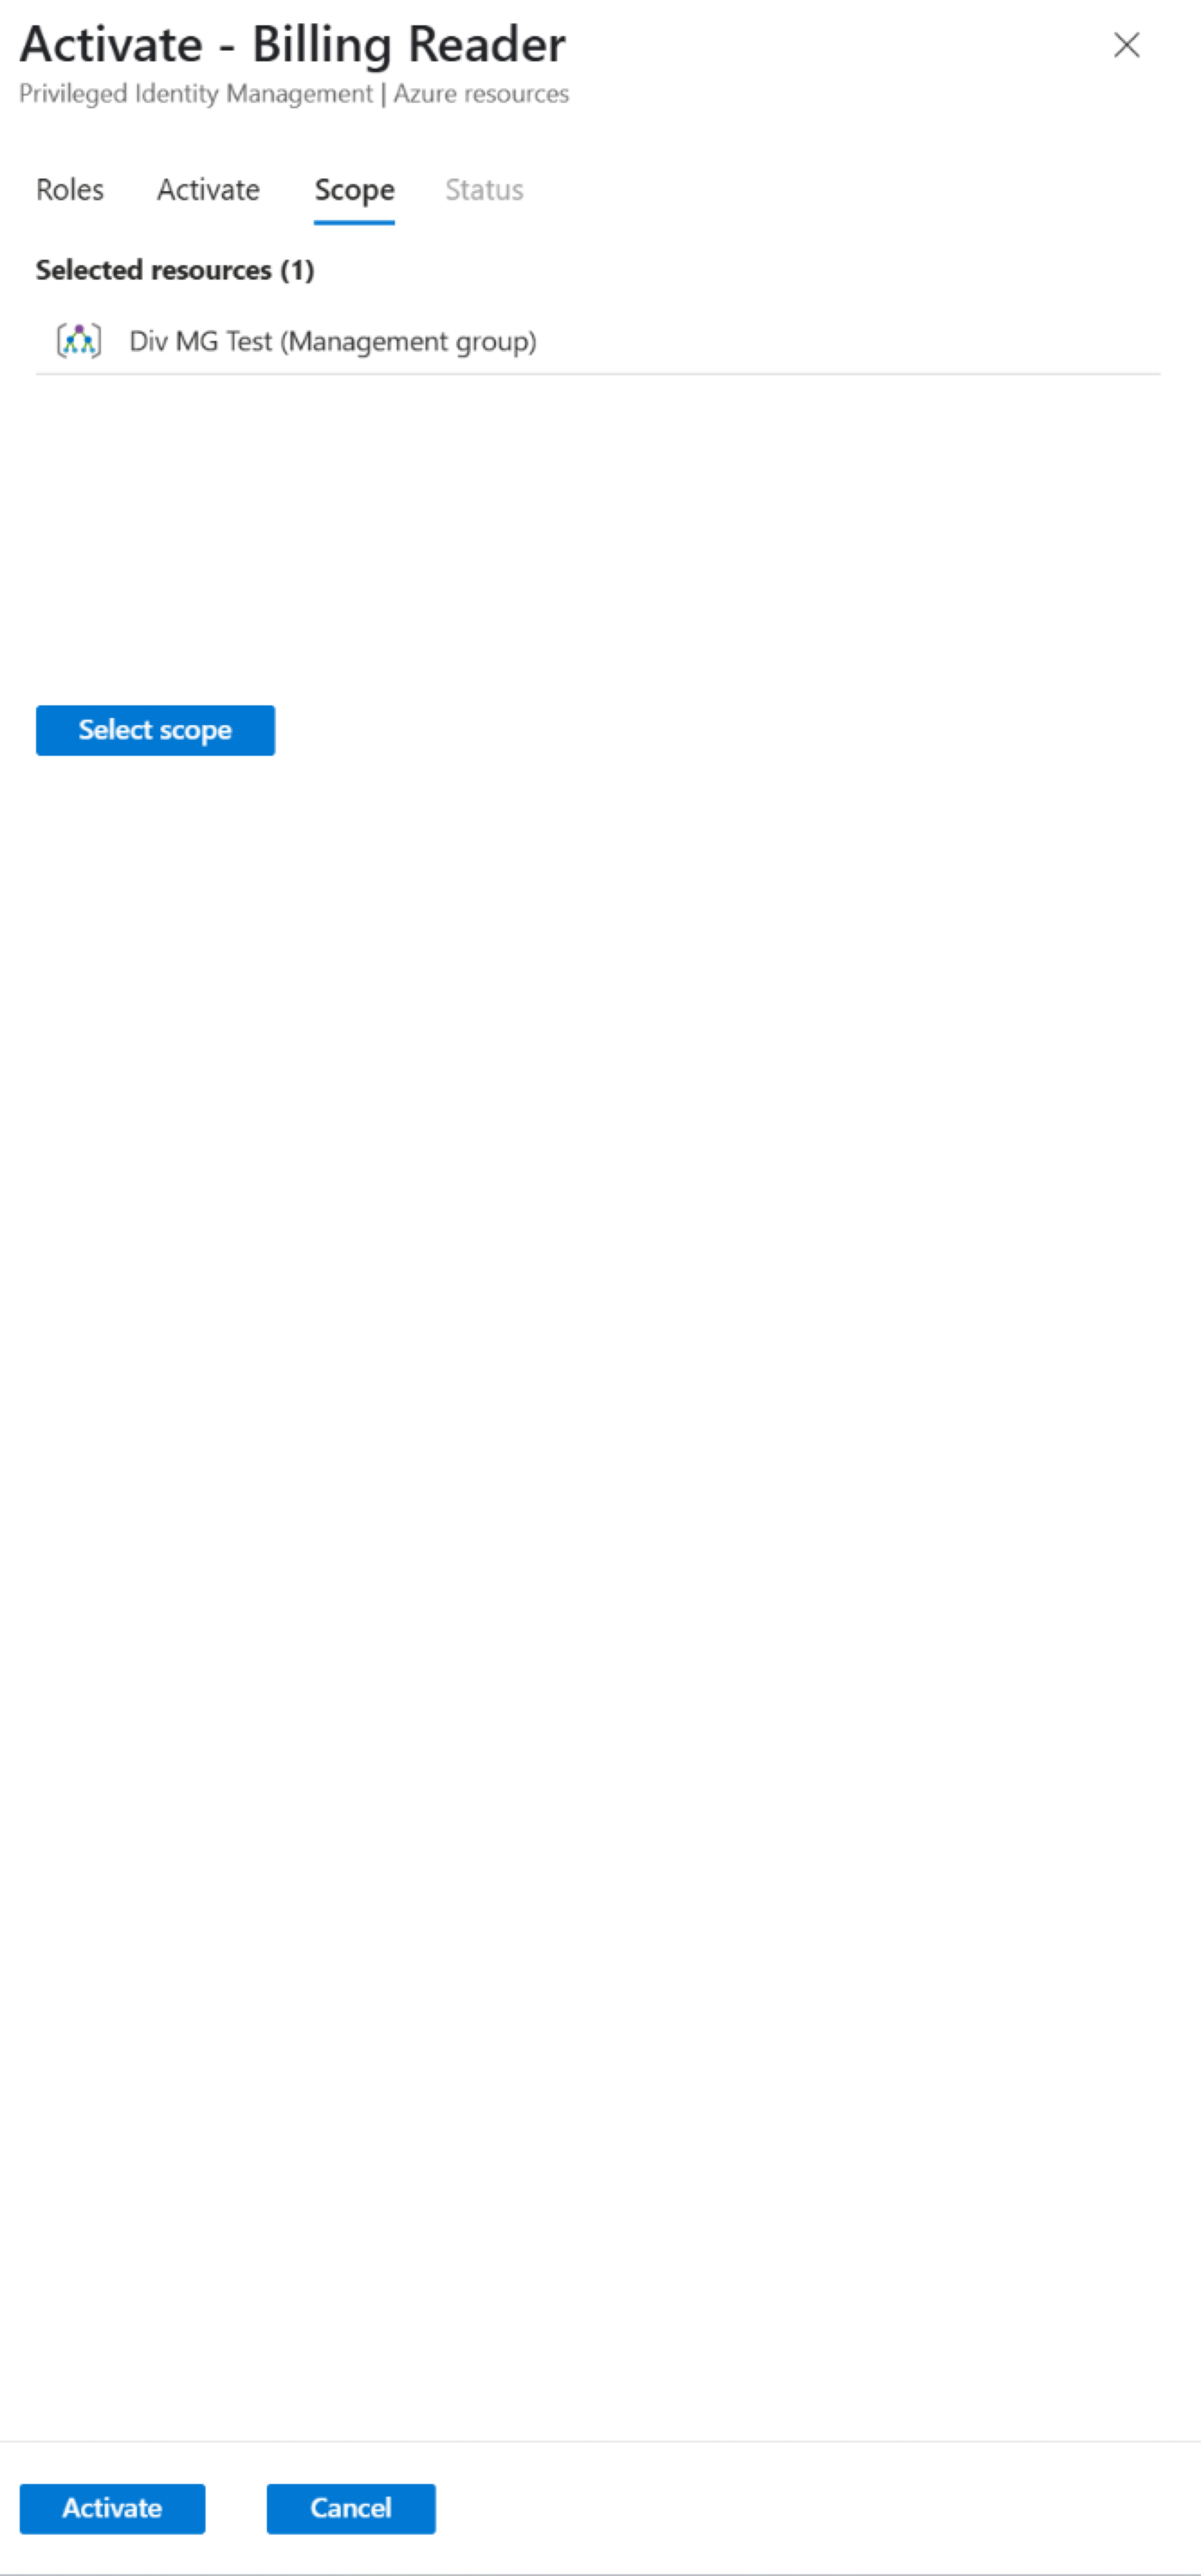 Activate - Billing Reader
Privileged Identity Management | Azure resources
Roles Activate Scope Status
Selected resources (1)
Div MG Test (Management group)
Select scope
Activate Cancel